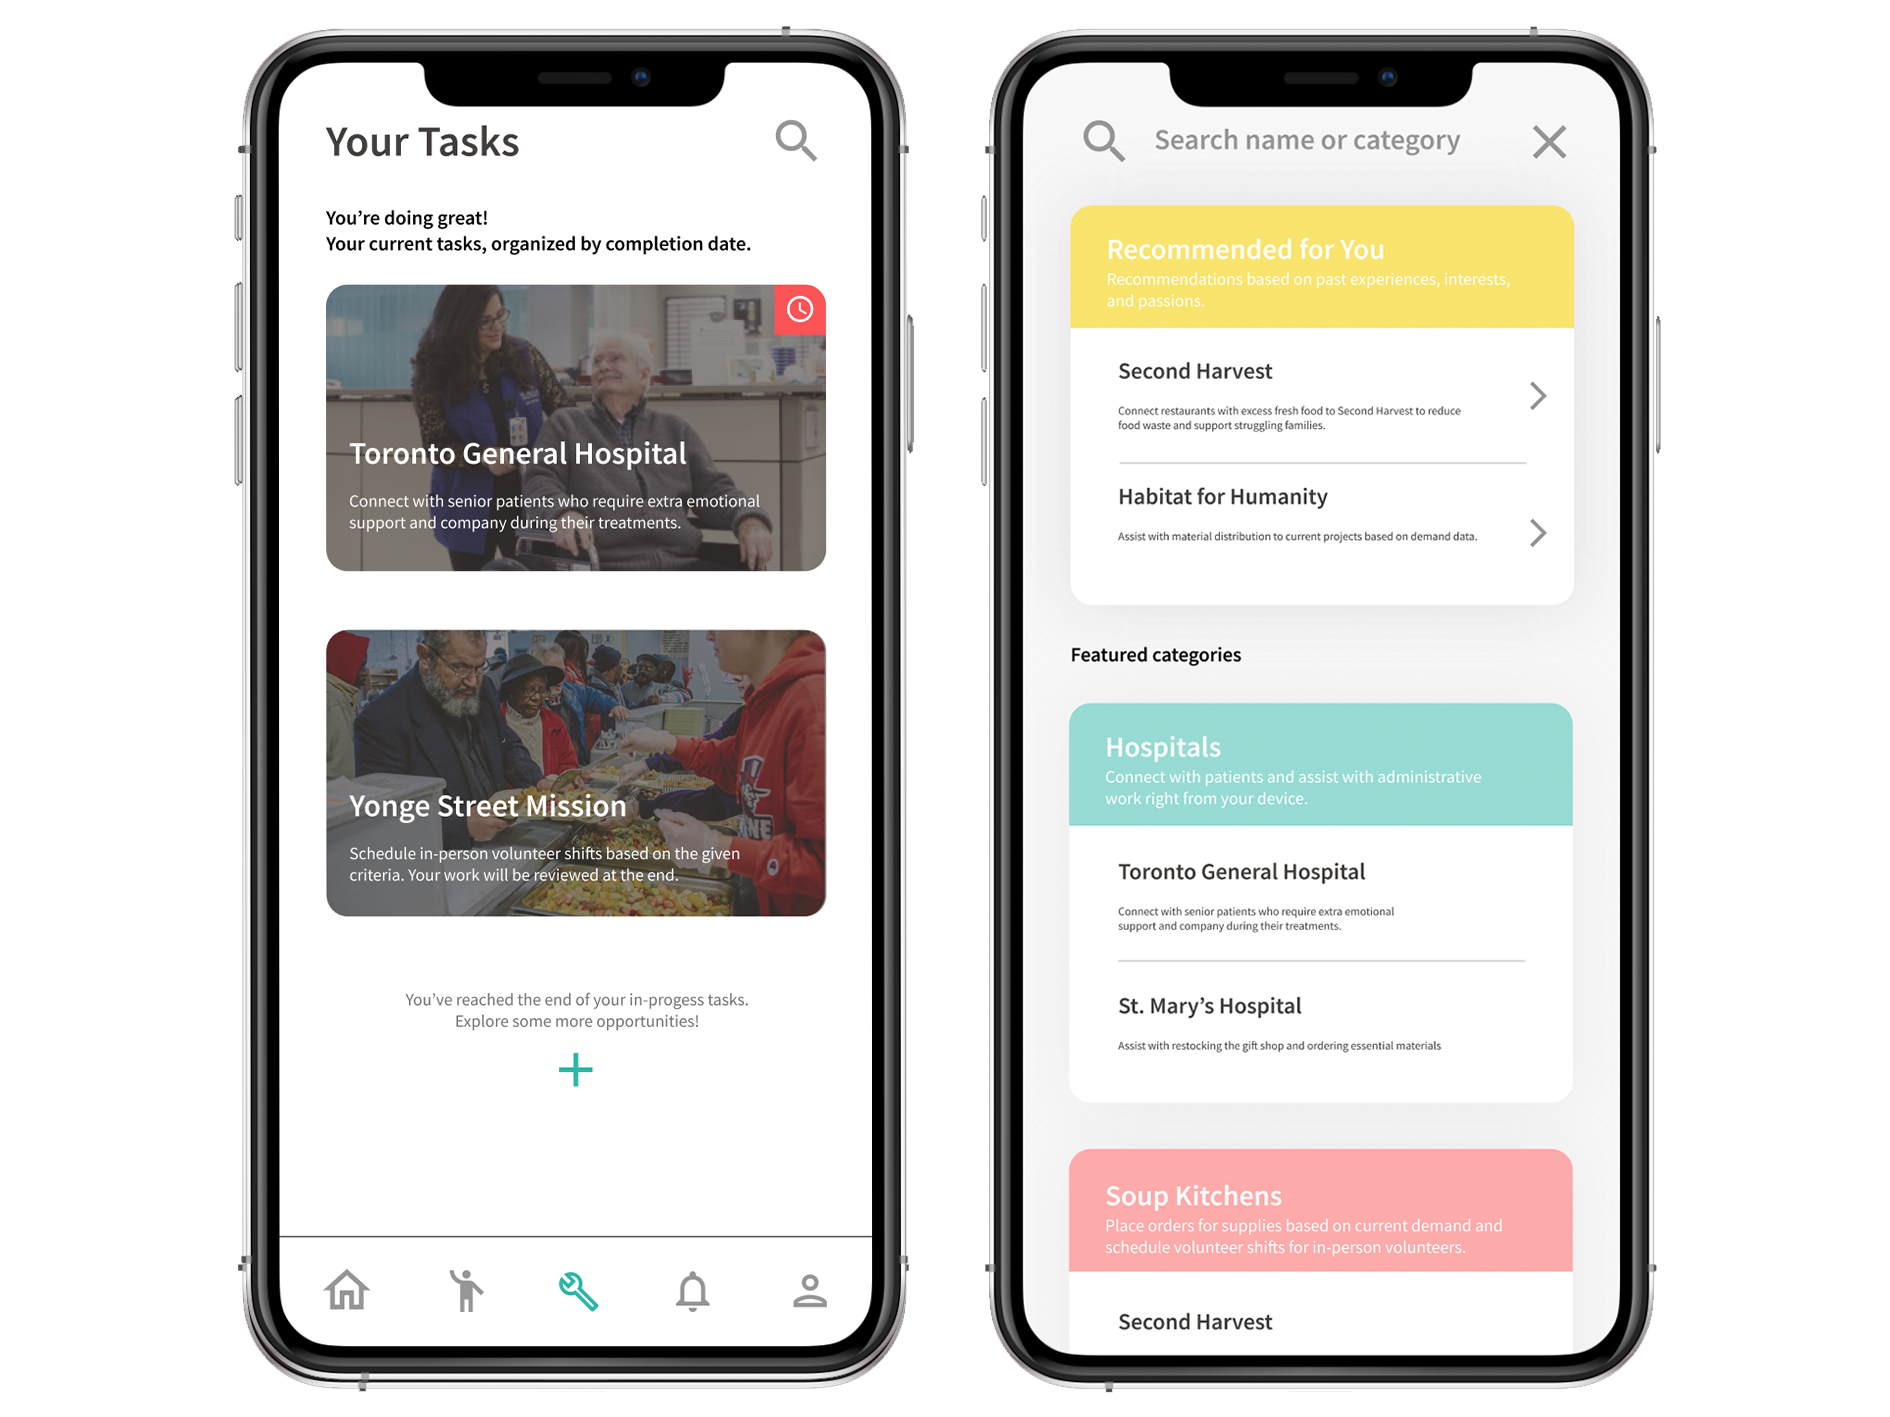 Your Tasks
You’re doing great!
Your current tasks, organized by completion date.
Toronto General Hospital
Connect with senior patients who require extra emotional
support and company during their treatments.
Yonge Street Mission
Schedule in-person volunteer shifts based on the given
criteria. Your work will be reviewed at the end.
You’ve reached the end of your in-progess tasks.
Explore some more opportunities!
Search name or category
Recommended for You
Recommendations based on past experiences, interests,
and passions.
Second Harvest
Connect restaurants with excess fresh food to Second Harvest to reduce
food waste and support struggling families.
Habitat for Humanity
Assist with material distribution to current projects based on demand data.
Featured categories
Hospitals
Connect with patients and assist with administrative
work right from your device.
Toronto General Hospital
Connect with senior patients who require extra emotional
support and company during their treatments.
St. Mary’s Hospital
Assist with restocking the gift shop and ordering essential materials
Soup Kitchens
Place orders for supplies based on current demand and
schedule volunteer shifts for in-person volunteers.
Second Harvest